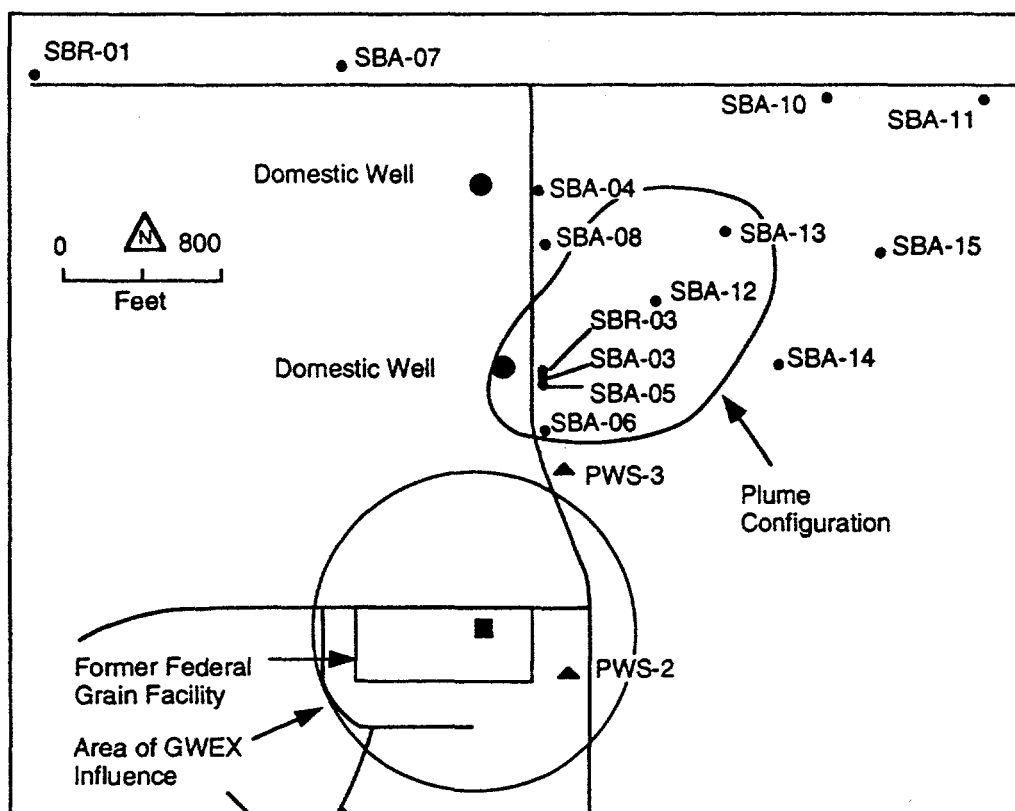 SBR-01
SBA-07
SBA-10
SBA-11
Domestic Well
SBA-04
0 N 800
Feet
SBA-08
SBA-13
SBA-15
SBA-12
SBR-03
SBA-03
SBA-05
Domestic Well
SBA-14
SBA-06
PWS-3
Plume
Configuration
Former Federal
Grain Facility
PWS-2
Area of GWEX
Influence